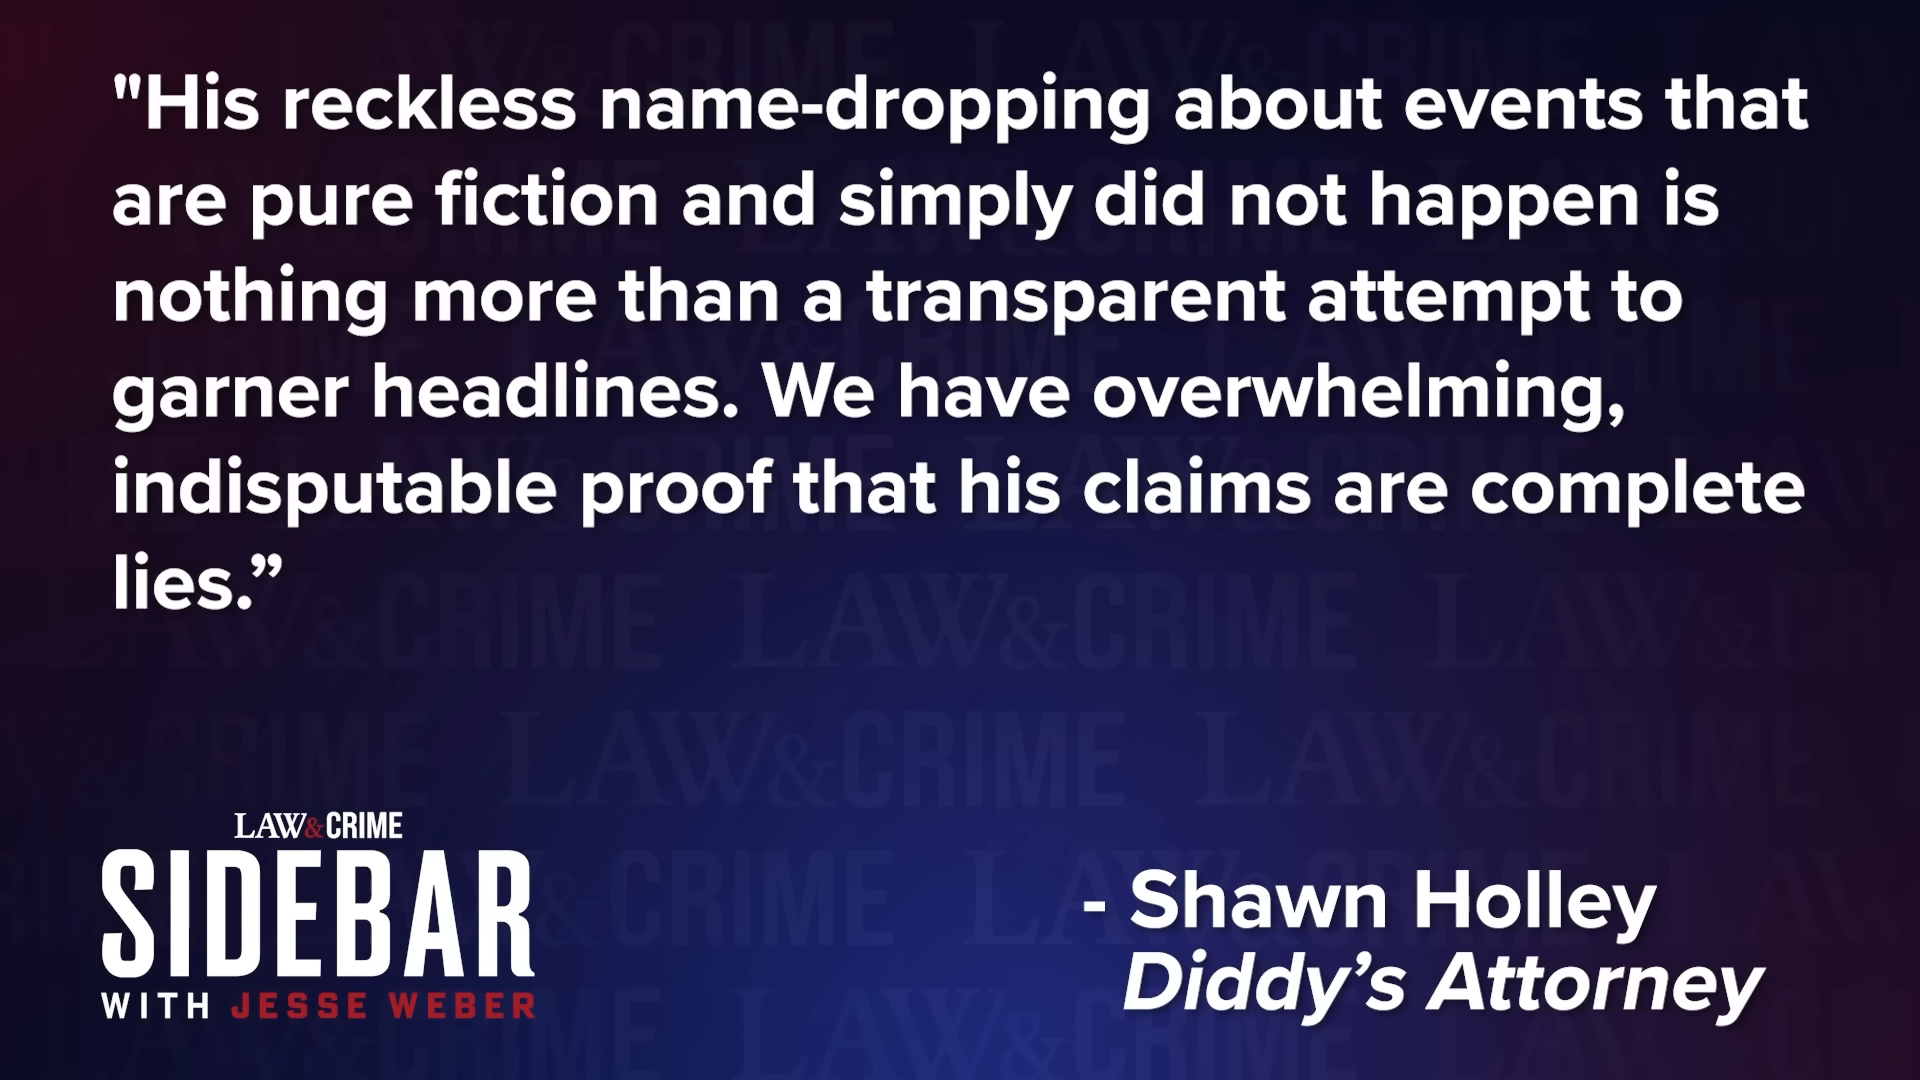 "His reckless name-dropping about events that
are pure fiction and simply did not happen is
nothing more than a transparent attempt to
garner headlines. We have overwhelming,
indisputable proof that his claims are complete
lies.”
LAW&CRIME
SIDEBAR
WITH JESSE WEBER
- Shawn Holley
Diddy’s Attorney